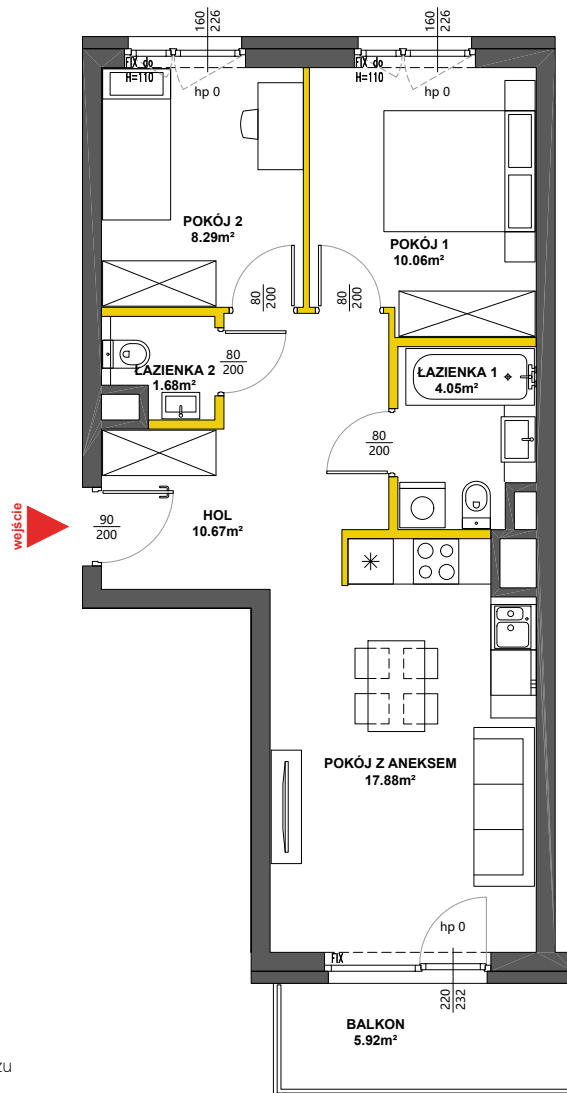 160
226
160
226
FIX do
H=110
hp 0
FIX do
H=110
hp 0
POKÓJ 2
8.29m²
POKÓJ 1
10.06m²
80
200
80
200
ŁAZIENKA 2
1.68m²
80
200
ŁAZIENKA 1
4.05m²
80
200
wejście
90
200
HOL
10.67m²
POKÓJ Z ANEKSEM
17.88m²
hp 0
FIX
220
232
BALKON
5.92m²
zu